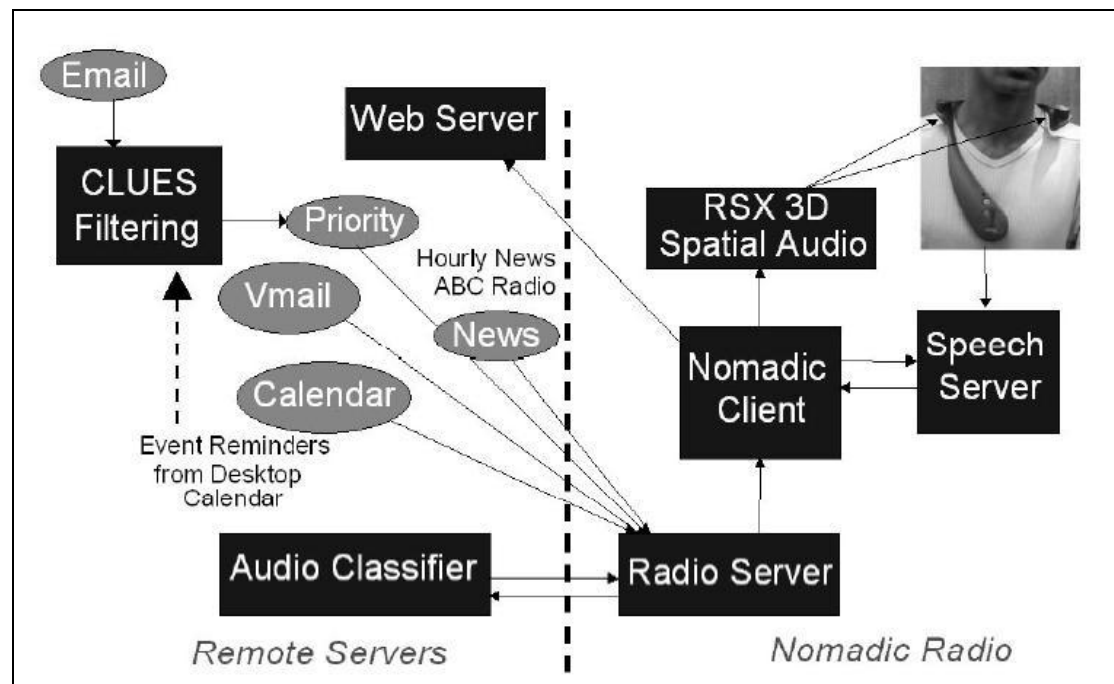 Email
Web Server
CLUES
Filtering
Priority
Hourly News
ABC Radio
Vmail
News
Calendar
Event Reminders
from Desktop
Calendar
RSX 3D
Spatial Audio
Nomadic
Client
Speech
Server
Audio Classifier
Radio Server
Remote Servers
Nomadic Radio